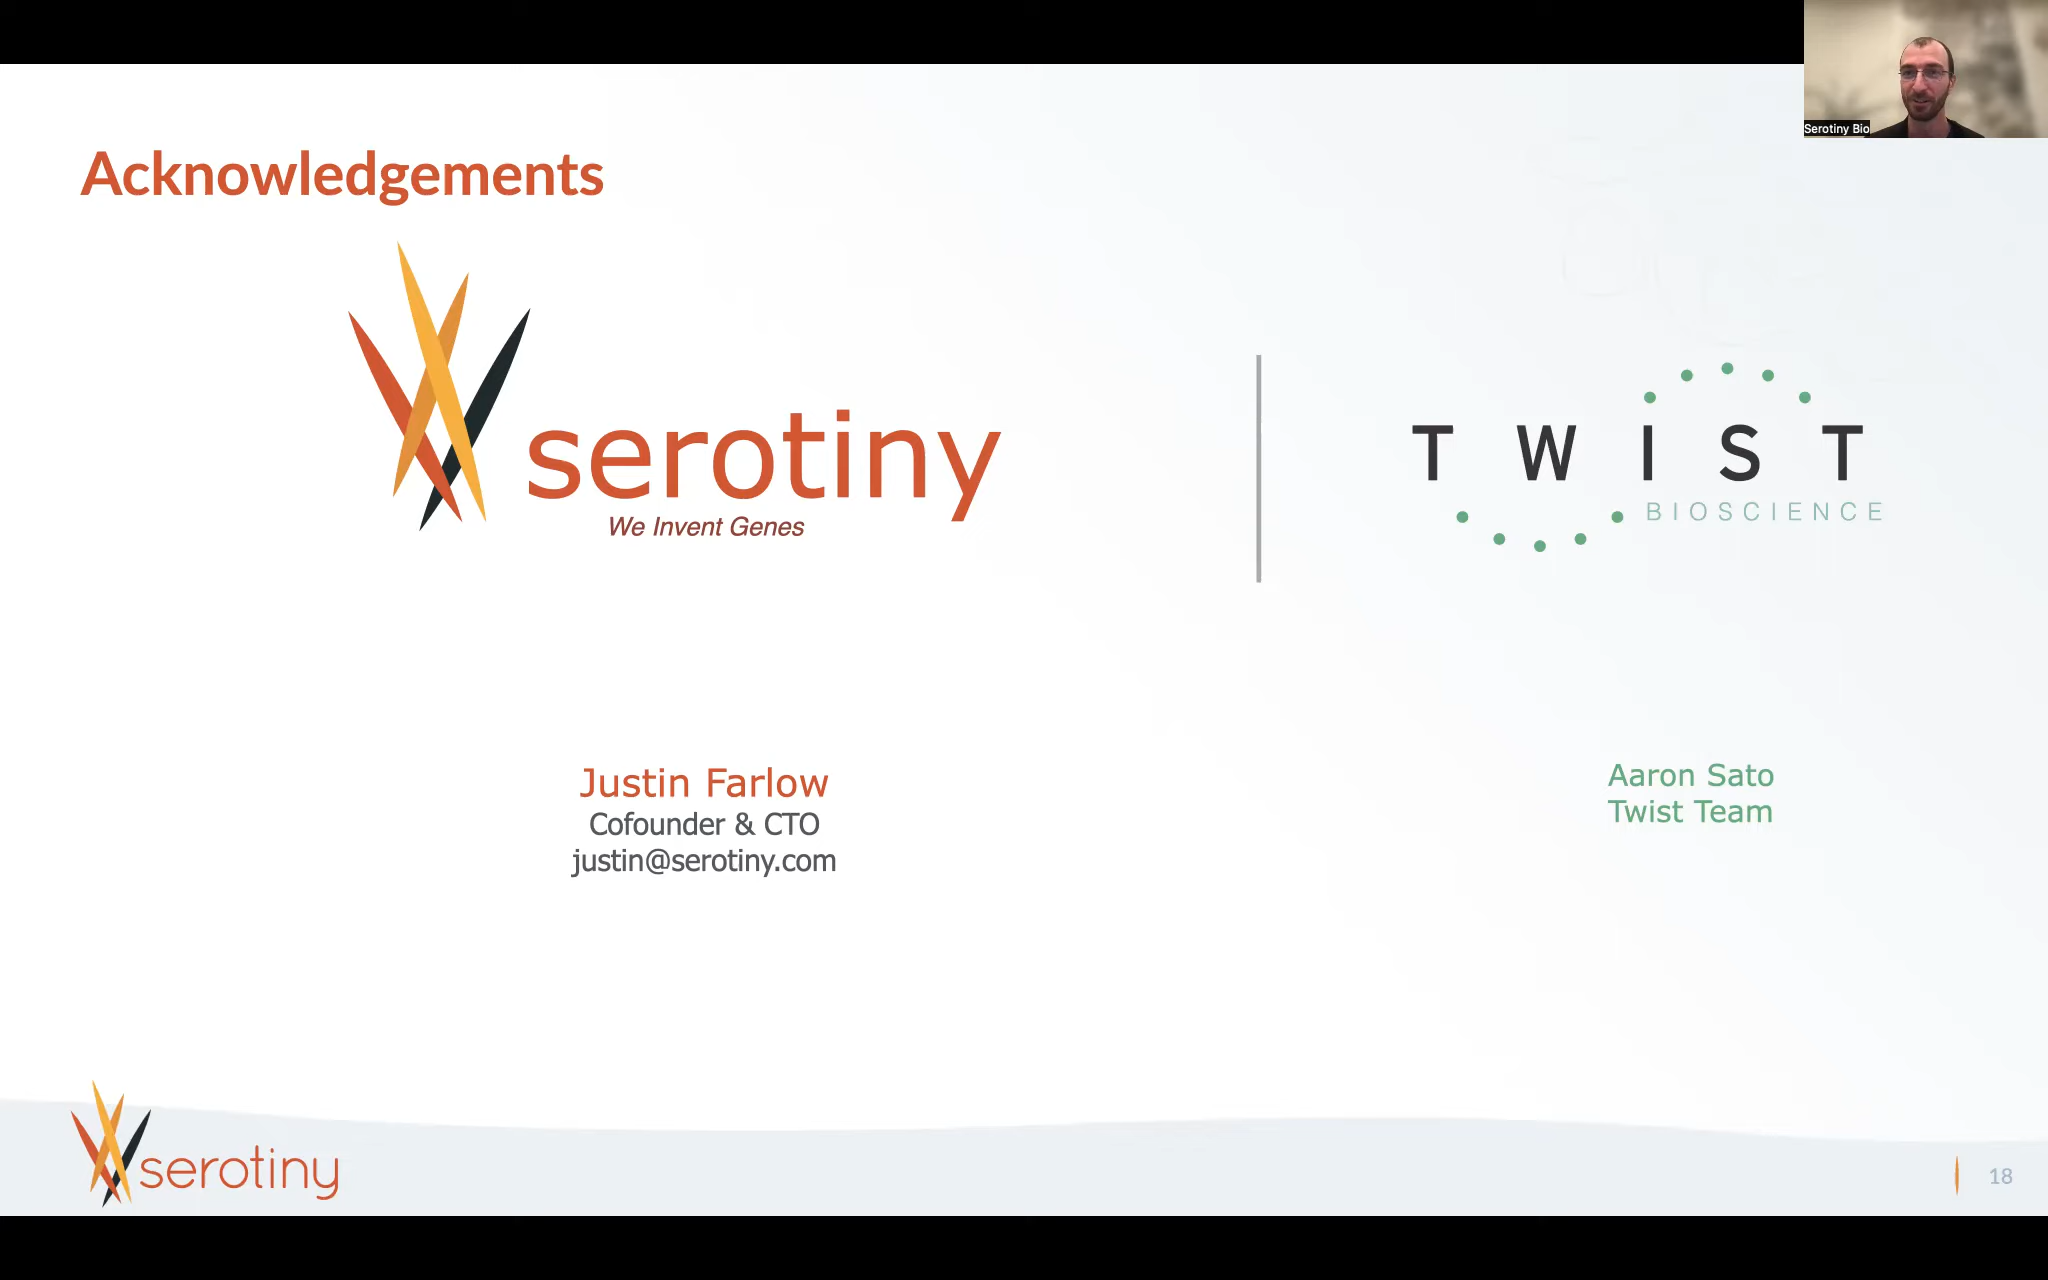 Serotiny Bio
Acknowledgements
serotiny
We Invent Genes
TWIST
BIOSCIENCE
Justin Farlow
Cofounder & CTO
justin@serotiny.com
Aaron Sato
Twist Team
serotiny
18